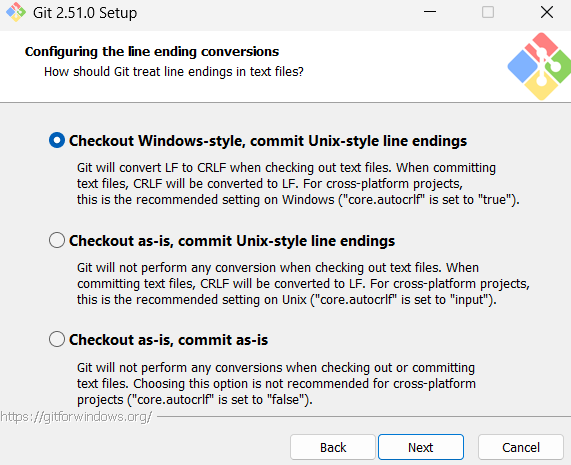 Git 2.51.0 Setup
Configuring the line ending conversions
How should Git treat line endings in text files?
Checkout Windows-style, commit Unix-style line endings
Git will convert LF to CRLF when checking out text files. When committing
text files, CRLF will be converted to LF. For cross-platform projects,
this is the recommended setting on Windows ("core.autocrlf" is set to "true").
Checkout as-is, commit Unix-style line endings
Git will not perform any conversion when checking out text files. When
committing text files, CRLF will be converted to LF. For cross-platform projects,
this is the recommended setting on Unix ("core.autocrlf" is set to "input").
Checkout as-is, commit as-is
Git will not perform any conversions when checking out or committing
text files. Choosing this option is not recommended for cross-platform
projects ("core.autocrlf" is set to "false").
https://gitforwindows.org/
Back Next Cancel